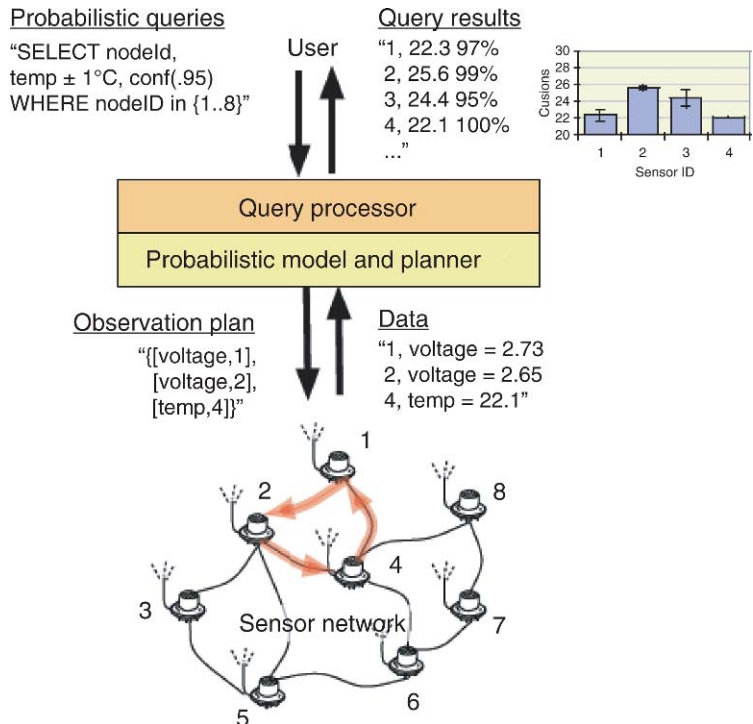 Probabilistic queries
“SELECT nodeId,
temp ± 1°C, conf(.95)
WHERE nodeID in {1..8}”
User
Query results
“1, 22.3 97%
2, 25.6 99%
3, 24.4 95%
4, 22.1 100%
...”
Cusions
30
28
26
24
22
20
1 2 3 4
Sensor ID
Query processor
Probabilistic model and planner
Observation plan
“{[voltage,1],
[voltage,2],
[temp,4]}”
Data
“1, voltage = 2.73
2, voltage = 2.65
4, temp = 22.1”
1
2
8
4
3
7
Sensor network
6
5